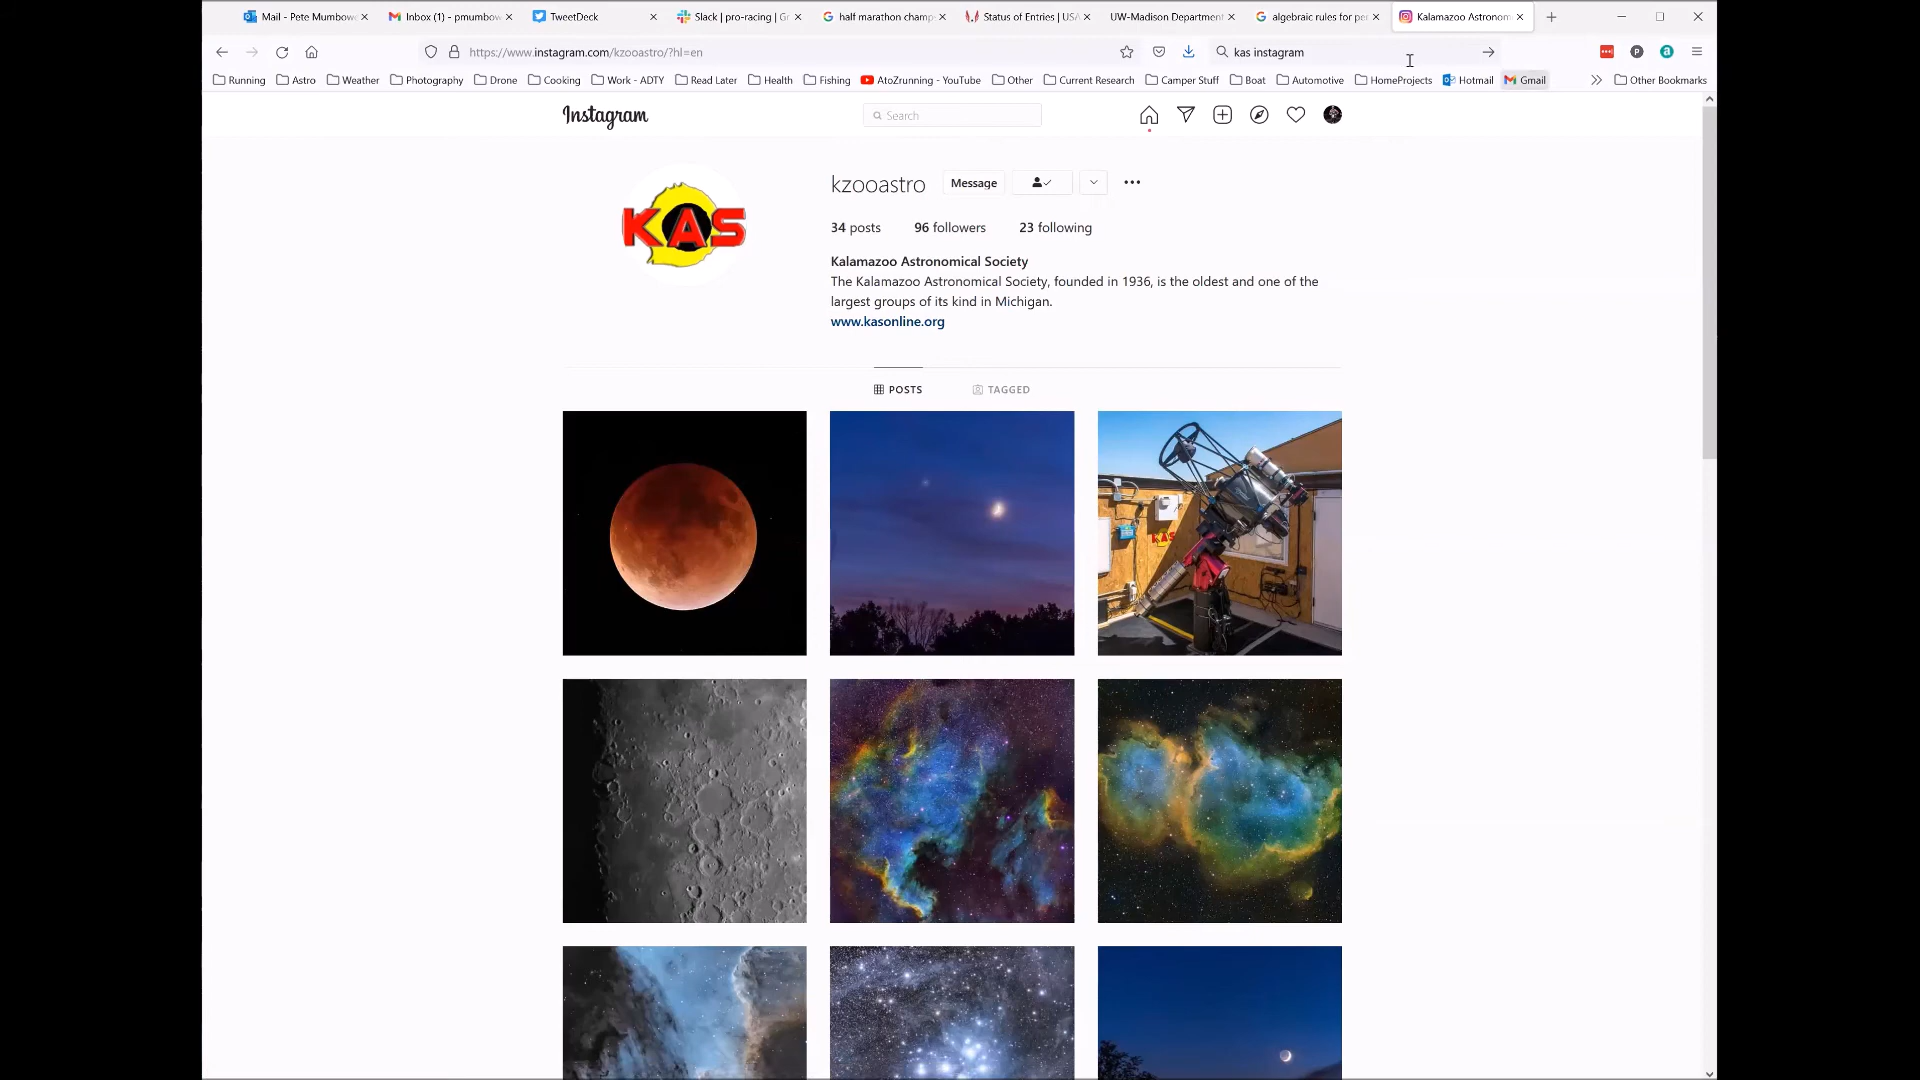 Mail - Pete Mumbow
Inbox (1) - pmumbow
TweetDeck
Slack | pro-racing | Gr
half marathon champ
Status of Entries | USA
UW-Madison Department
algebraic rules for pe
Kalamazoo Astronom
https://www.instagram.com/kzooastro/?hl=en
kas instagram
Running Astro Weather Photography Drone Cooking Work - ADTY Read Later Health Fishing AtoZrunning - YouTube Other Current Research Camper Stuff Boat Automotive HomeProjects Hotmail Gmail Other Bookmarks
Instagram
Search
KAS
kzooastro
Message
34 posts 96 followers 23 following
Kalamazoo Astronomical Society
The Kalamazoo Astronomical Society, founded in 1936, is the oldest and one of the
largest groups of its kind in Michigan.
www.kasonline.org
POSTS TAGGED
KAS